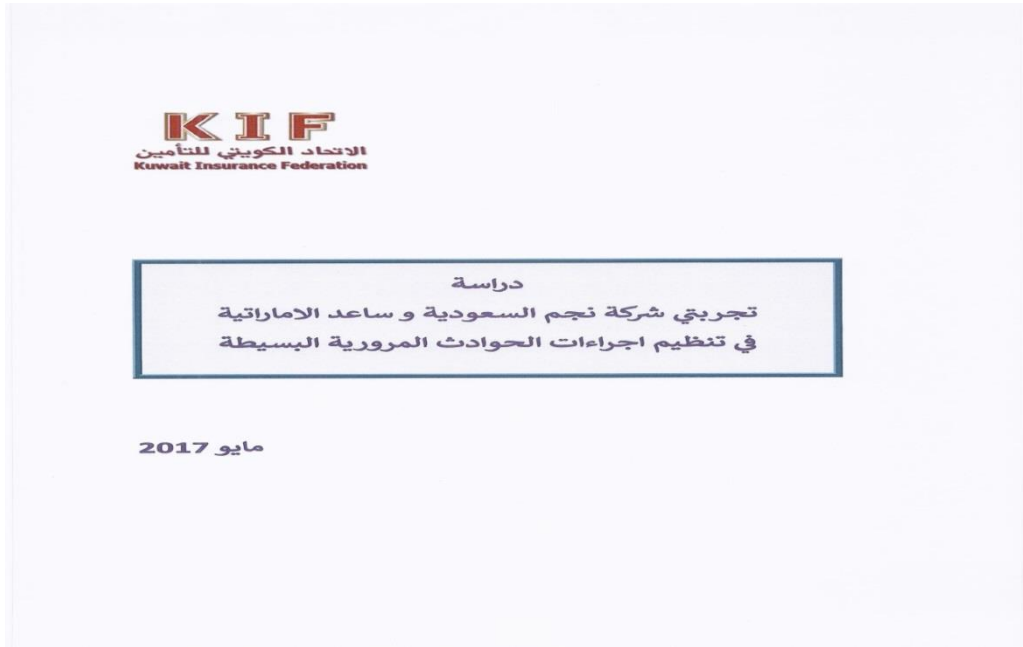 KIF
الاتحاد الكويتي للتأمين
Kuwait Insurance Federation
دراسة
تجربتي شركة نجم السعودية و ساعد الاماراتية
في تنظيم اجراءات الحوادث المرورية البسيطة
مايو 2017